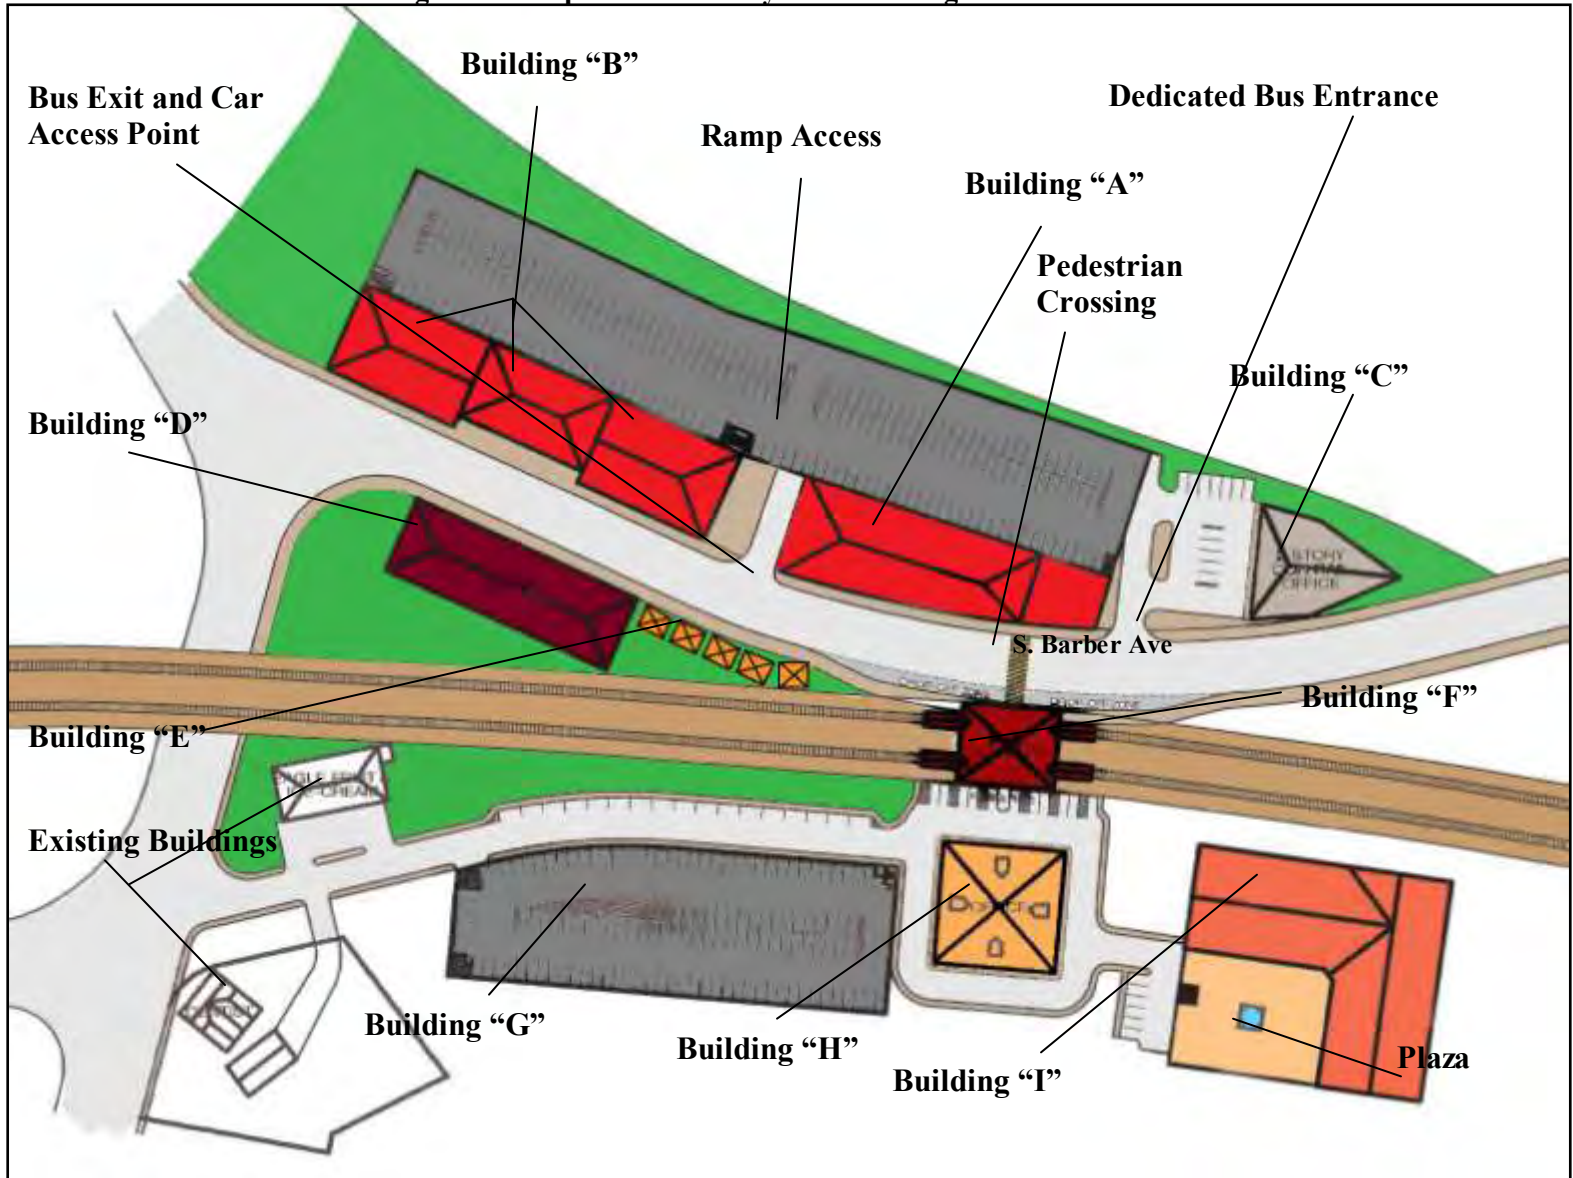 Building “B”
Bus Exit and Car
Access Point
Dedicated Bus Entrance
Ramp Access
Building “A”
Pedestrian
Crossing
Building “C”
Building “D”
OFFICE
S. Barber Ave
Building “F”
Building “E”
Existing Buildings
Building “G”
Building “H”
Building “I”
Plaza